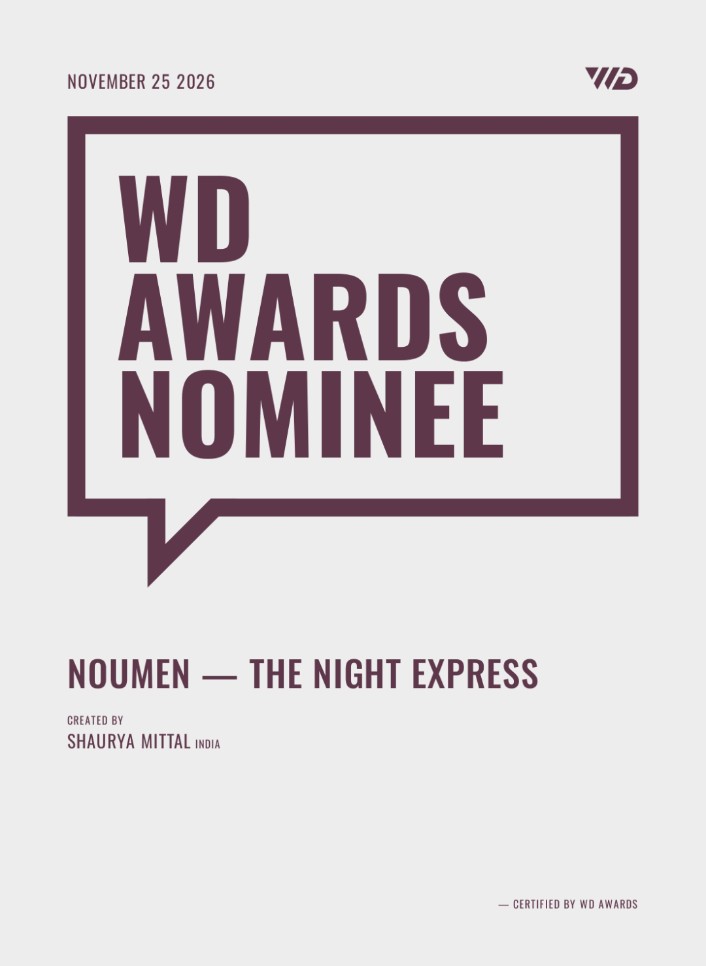 NOVEMBER 25 2026
WD
WD
AWARDS
NOMINEE
NOUMEN — THE NIGHT EXPRESS
CREATED BY
SHAURYA MITTAL INDIA
— CERTIFIED BY WD AWARDS